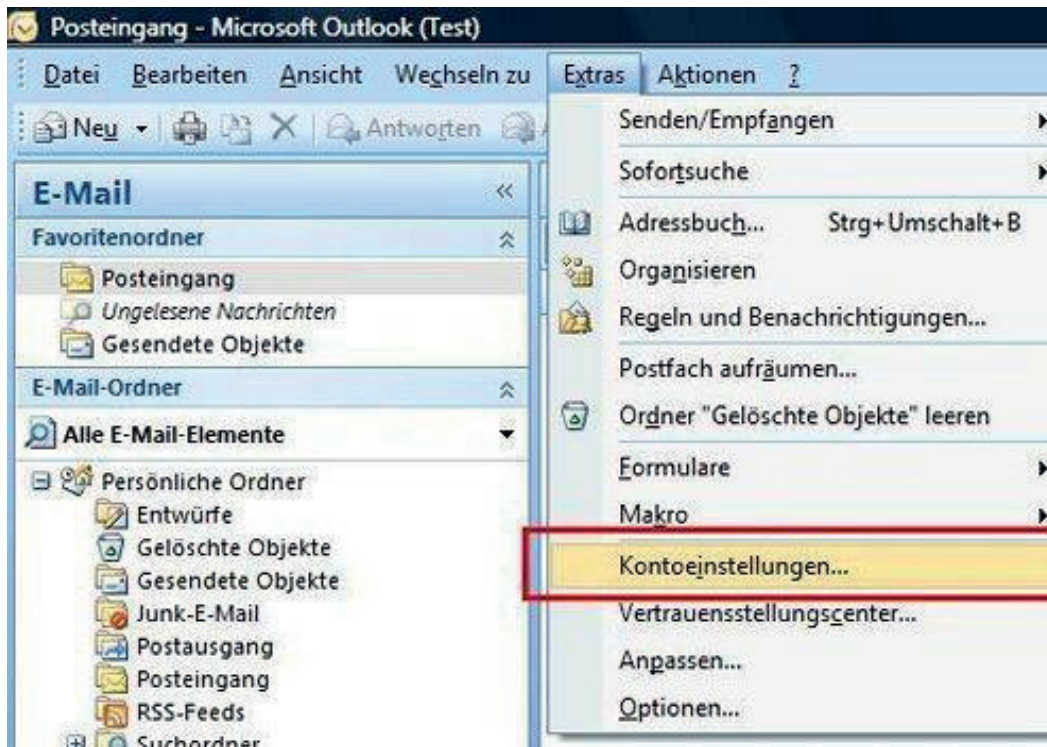 Posteingang - Microsoft Outlook (Test)
Datei Bearbeiten Ansicht Wechseln zu Extras Aktionen ?
Neu Antworten
E-Mail
Favoritenordner
Posteingang
Ungelesene Nachrichten
Gesendete Objekte
E-Mail-Ordner
Alle E-Mail-Elemente
Persönliche Ordner
Entwürfe
Gelöschte Objekte
Gesendete Objekte
Junk-E-Mail
Postausgang
Posteingang
RSS-Feeds
Suchordner
Senden/Empfangen
Sofortsuche
Adressbuch... Strg+Umschalt+B
Organisieren
Regeln und Benachrichtigungen...
Postfach aufräumen...
Ordner "Gelöschte Objekte" leeren
Formulare
Makro
Kontoeinstellungen...
Vertrauensstellungscenter...
Anpassen...
Optionen...